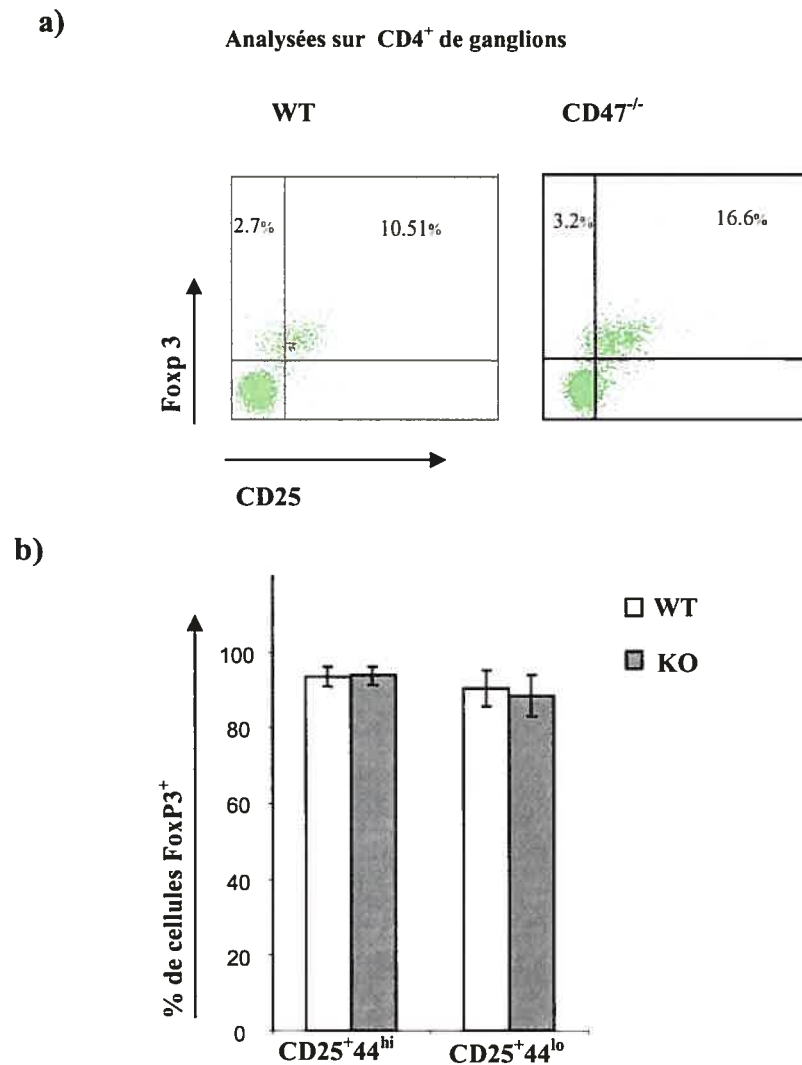 a)
Analysées sur CD4⁺ de ganglions
WT
CD47⁻/⁻
2.7%
10.51%
3.2%
16.6%
Foxp 3
CD25
b)
WT
KO
% de cellules FoxP3⁺
100
80
60
40
20
0
CD25⁺44ʰⁱ
CD25⁺44ˡᵒ